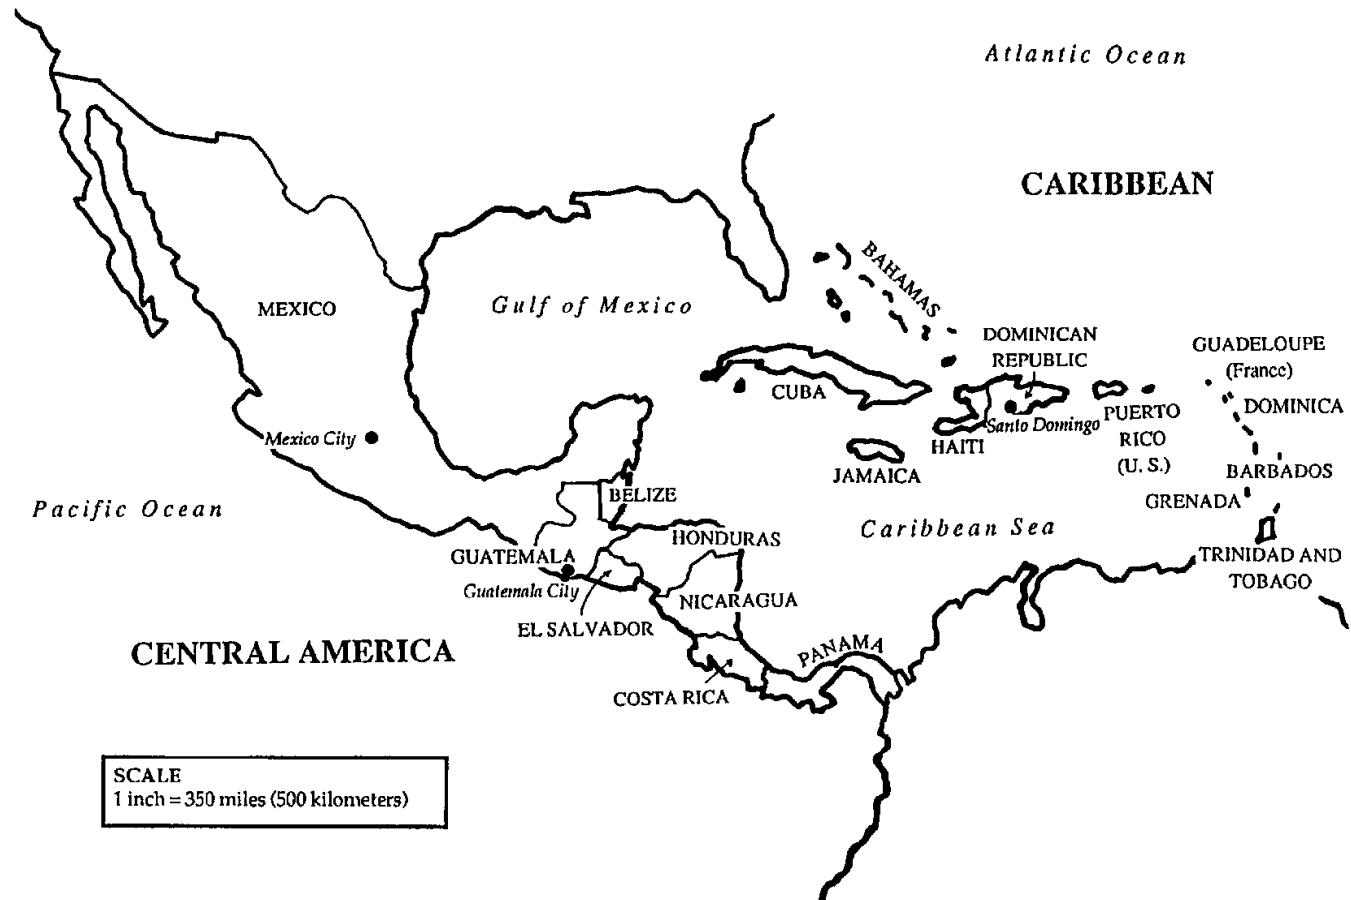 Atlantic Ocean
CARIBBEAN
BAHAMAS
MEXICO
Gulf of Mexico
DOMINICAN
REPUBLIC
GUADELOUPE
(France)
CUBA
DOMINICA
PUERTO
RICO
(U. S.)
Santo Domingo
HAITI
Mexico City
JAMAICA
BARBADOS
BELIZE
GRENADA
Pacific Ocean
Caribbean Sea
HONDURAS
GUATEMALA
TRINIDAD AND
TOBAGO
Guatemala City
NICARAGUA
EL SALVADOR
PANAMA
CENTRAL AMERICA
COSTA RICA
SCALE
1 inch = 350 miles (500 kilometers)